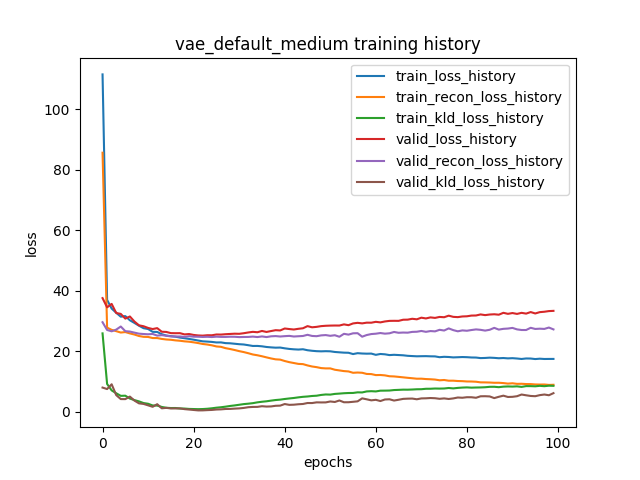 vae_default_medium training history
train_loss_history
train_recon_loss_history
train_kld_loss_history
valid_loss_history
valid_recon_loss_history
valid_kld_loss_history
loss
100
80
60
40
20
0
0 20 40 60 80 100
epochs